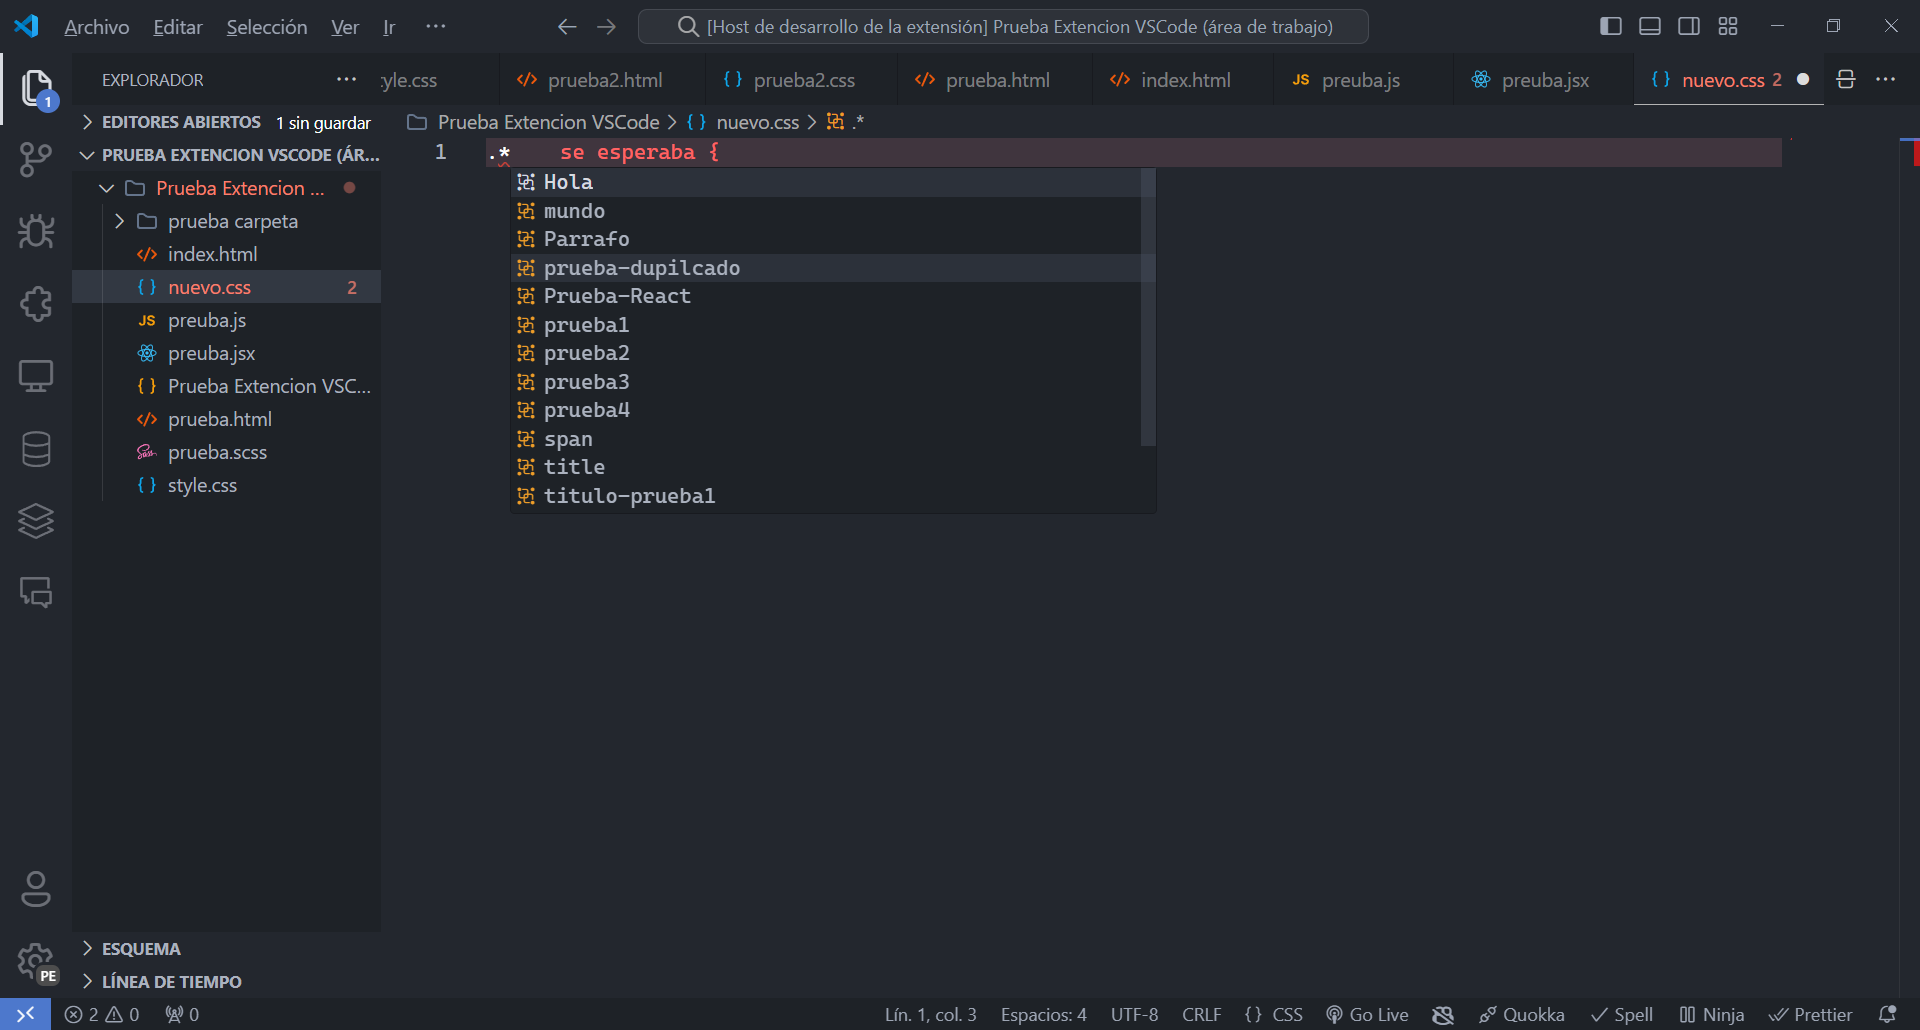 Archivo Editar Selección Ver Ir ··· [Host de desarrollo de la extensión] Prueba Extencion VSCode (área de trabajo)
EXPLORADOR ··· yle.css prueba2.html prueba2.css prueba.html index.html JS preuba.js preuba.jsx { } nuevo.css 2 ···
EDITORES ABIERTOS 1 sin guardar
Prueba Extencion VSCode > { } nuevo.css > .*
PRUEBA EXTENCION VSCODE (ÁR...
1 .* se esperaba {
1
Prueba Extencion ...
prueba carpeta
index.html
{ } nuevo.css 2
JS preuba.js
preuba.jsx
{ } Prueba Extencion VSC...
prueba.html
prueba.scss
{ } style.css
Hola
mundo
Parrafo
prueba-dupilcado
Prueba-React
prueba1
prueba2
prueba3
prueba4
span
title
titulo-prueba1
ESQUEMA
PE
LÍNEA DE TIEMPO
2 0 0 Lín. 1, col. 3 Espacios: 4 UTF-8 CRLF { } CSS Go Live Quokka Spell Ninja Prettier